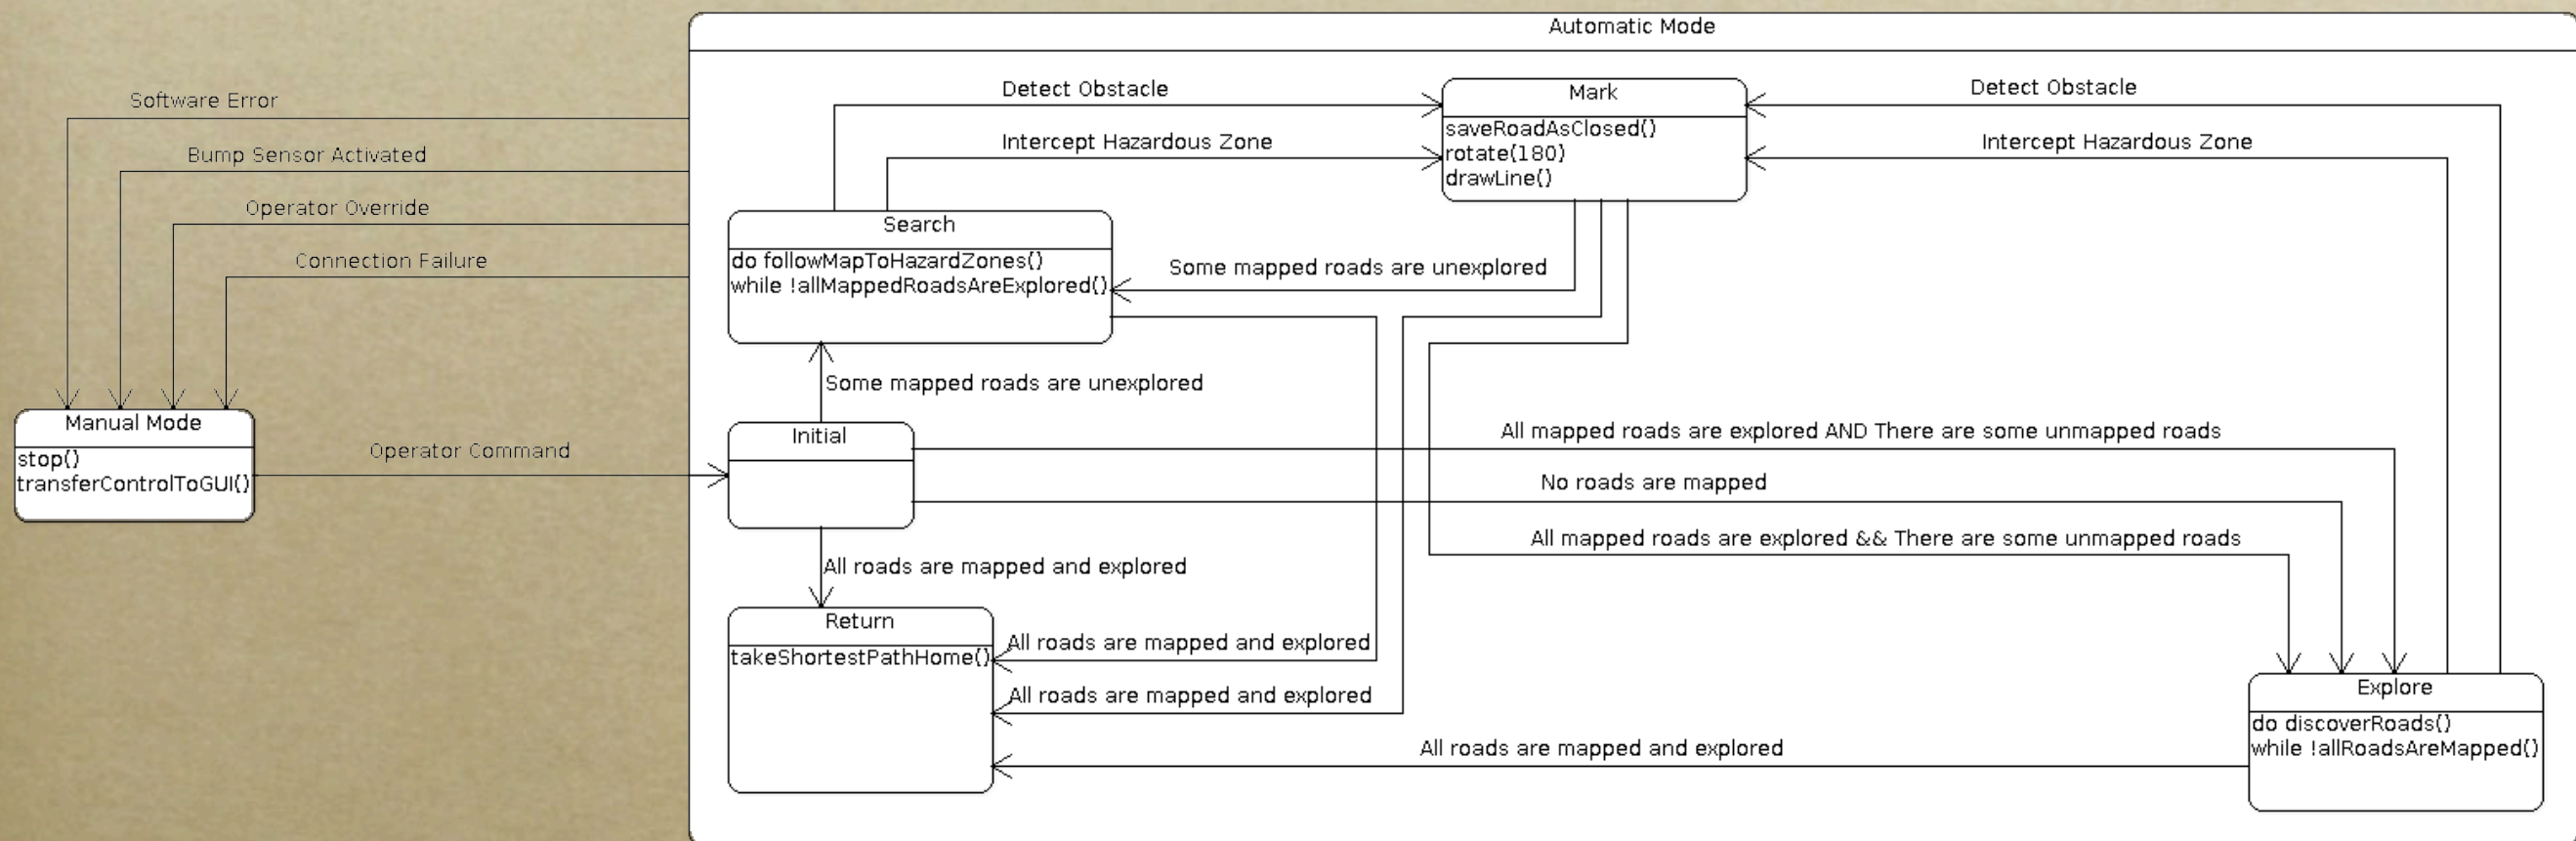 Automatic Mode
Software Error
Bump Sensor Activated
Operator Override
Connection Failure
Manual Mode
stop()
transferControlToGUI()
Operator Command
Detect Obstacle
Intercept Hazardous Zone
Mark
saveRoadAsClosed()
rotate(180)
drawLine()
Detect Obstacle
Intercept Hazardous Zone
Search
do followMapToHazardZones()
while !allMappedRoadsAreExplored()
Some mapped roads are unexplored
Some mapped roads are unexplored
Initial
All mapped roads are explored AND There are some unmapped roads
No roads are mapped
All mapped roads are explored && There are some unmapped roads
All roads are mapped and explored
Return
takeShortestPathHome()
All roads are mapped and explored
All roads are mapped and explored
All roads are mapped and explored
Explore
do discoverRoads()
while !allRoadsAreMapped()